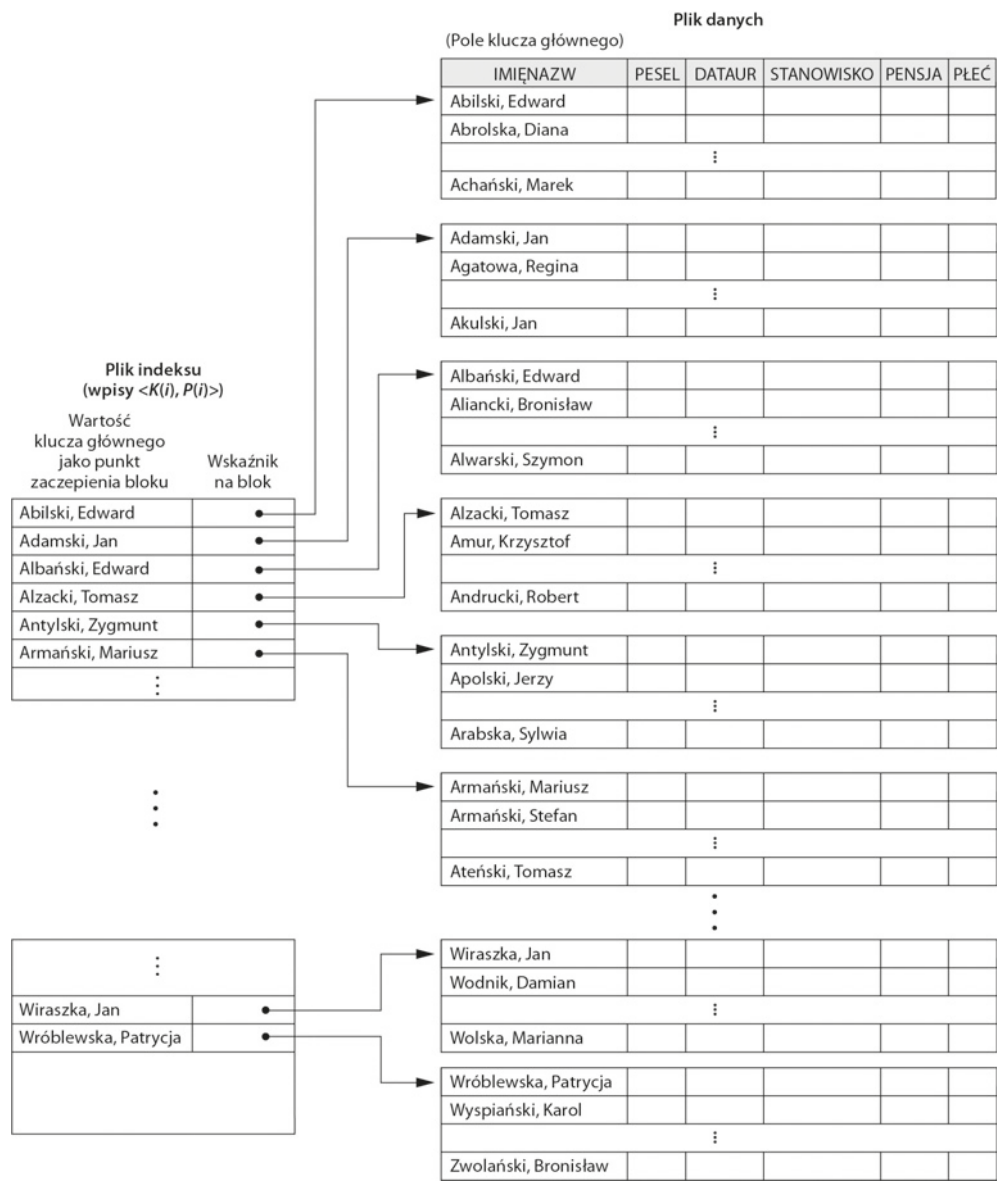 Plik danych
(Pole klucza głównego)
IMIĘNAZW PESEL DATAUR STANOWISKO PENSJA PŁEĆ
Abilski, Edward
Abrolska, Diana
Achański, Marek
Adamski, Jan
Agatowa, Regina
Akulski, Jan
Albański, Edward
Aliancki, Bronisław
Alwarski, Szymon
Alzacki, Tomasz
Amur, Krzysztof
Andrucki, Robert
Antylski, Zygmunt
Apolski, Jerzy
Arabska, Sylwia
Armański, Mariusz
Armański, Stefan
Ateński, Tomasz
Wiraszka, Jan
Wodnik, Damian
Wolska, Marianna
Wróblewska, Patrycja
Wyspiański, Karol
Zwolański, Bronisław
Plik indeksu
(wpisy <K(i), P(i)>)
Wartość
klucza głównego
jako punkt
zaczepienia bloku
Wskaźnik
na blok
Abilski, Edward
Adamski, Jan
Albański, Edward
Alzacki, Tomasz
Antylski, Zygmunt
Armański, Mariusz
Wiraszka, Jan
Wróblewska, Patrycja